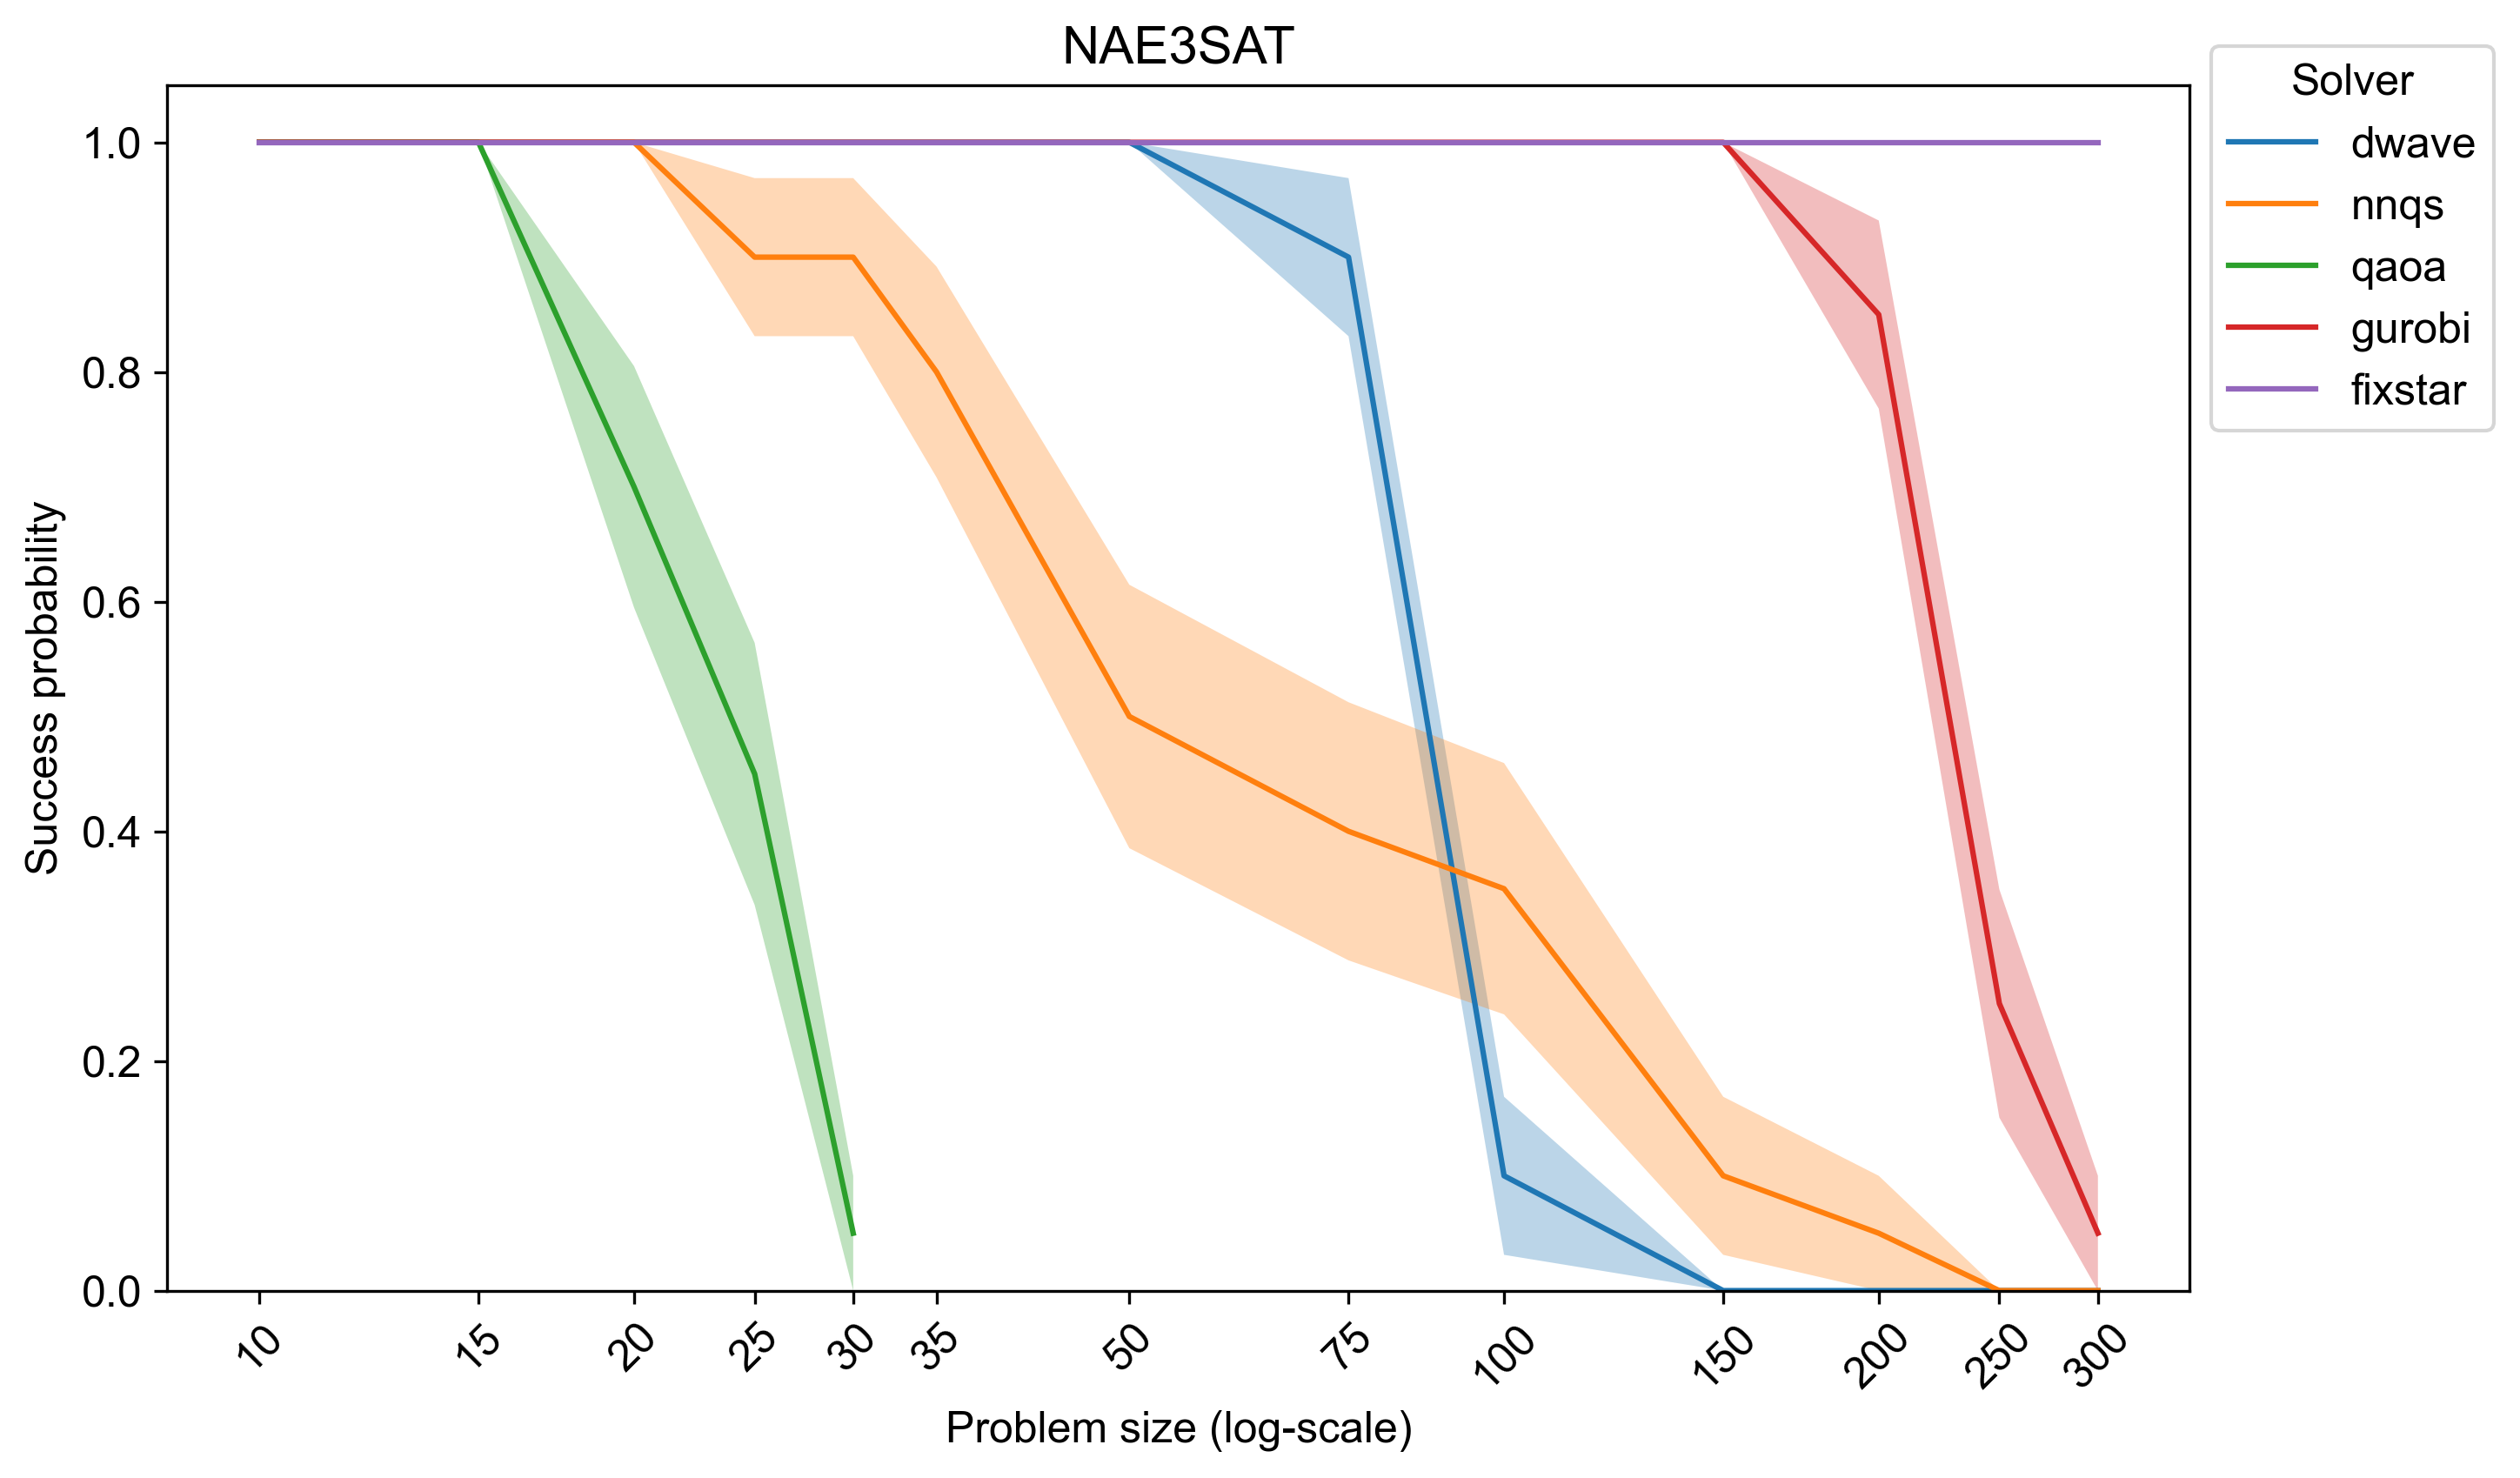 NAE3SAT
Solver
dwave
nnqs
qaoa
gurobi
fixstar
Success probability
1.0
0.8
0.6
0.4
0.2
0.0
10 15 20 25 30 35 50 75 100 150 200 250 300
Problem size (log-scale)